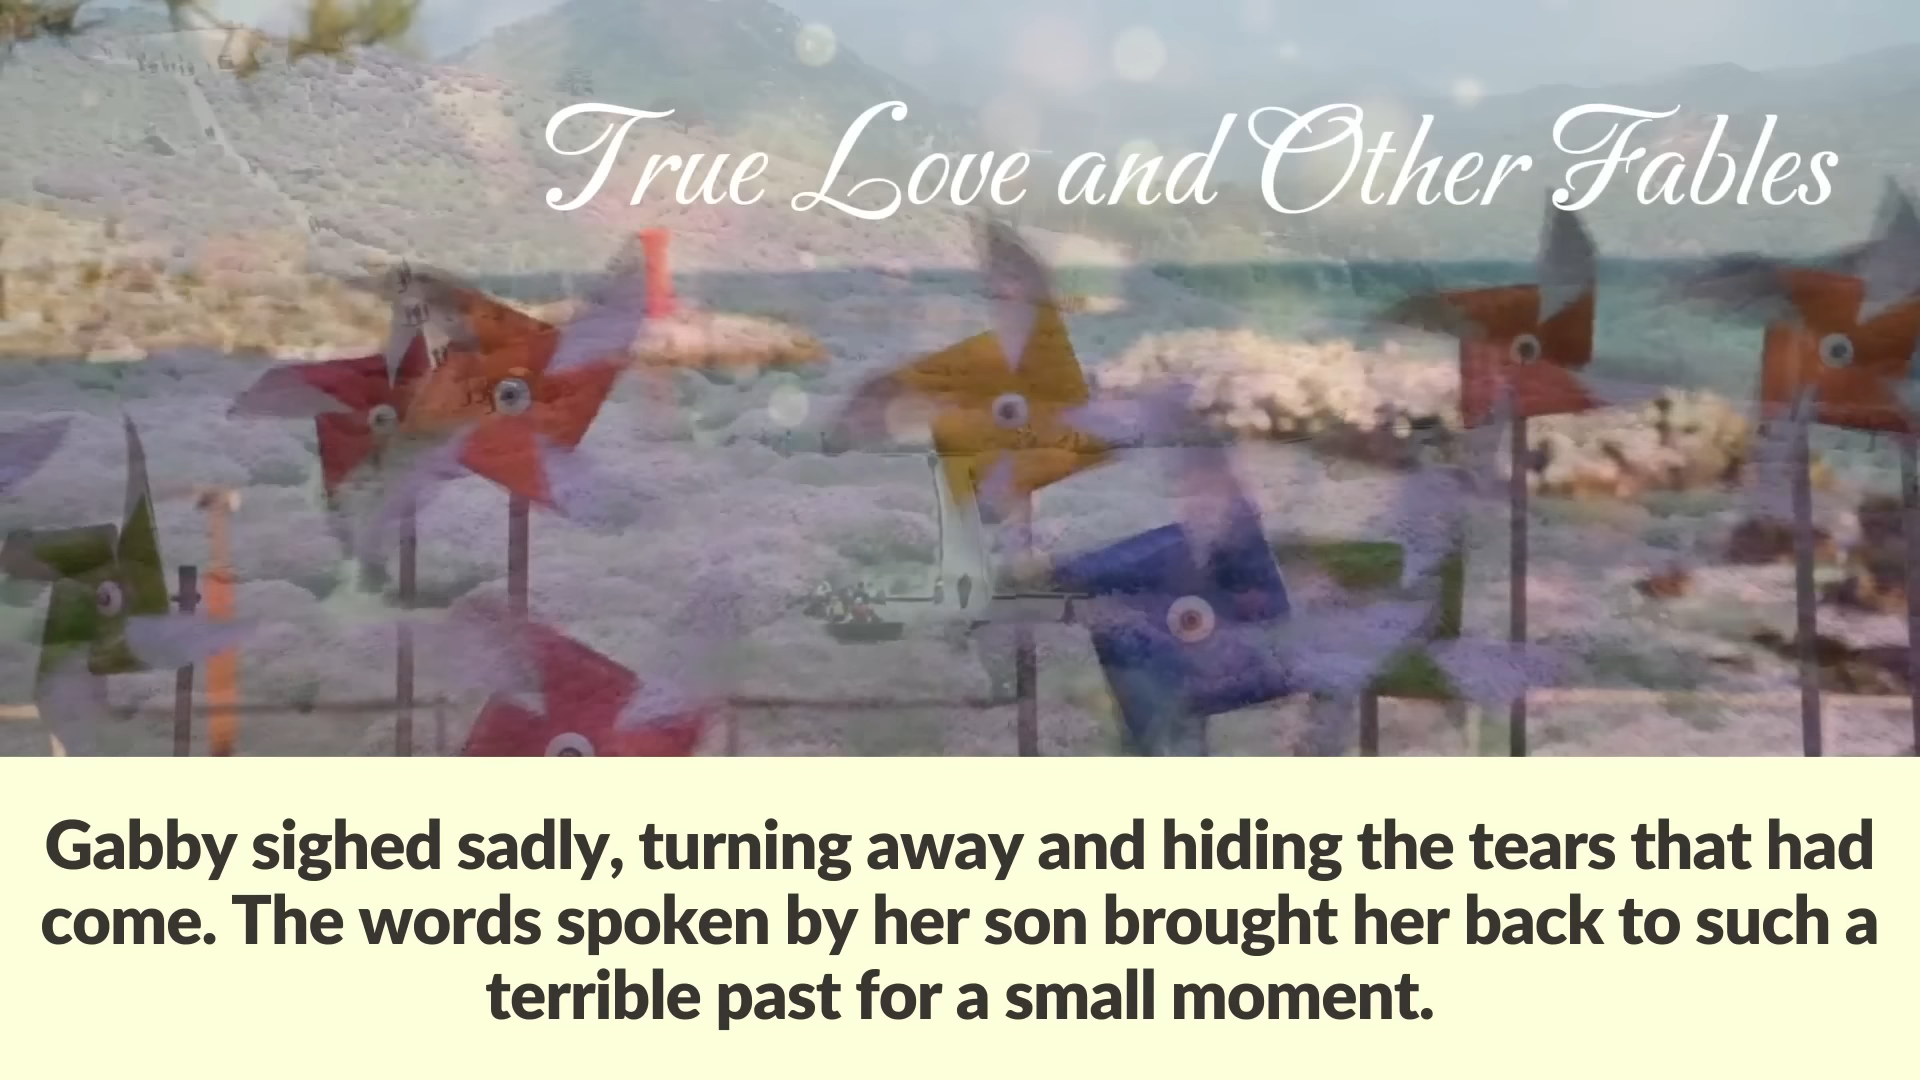 True Love and Other Fables
Gabby sighed sadly, turning away and hiding the tears that had
come. The words spoken by her son brought her back to such a
terrible past for a small moment.